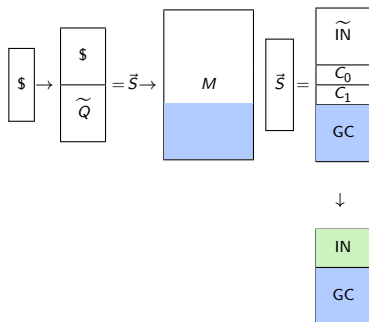 $ → $ = S⃗ → M S⃗ = ĨN
Q̃ C₀
C₁
GC
↓
IN
GC